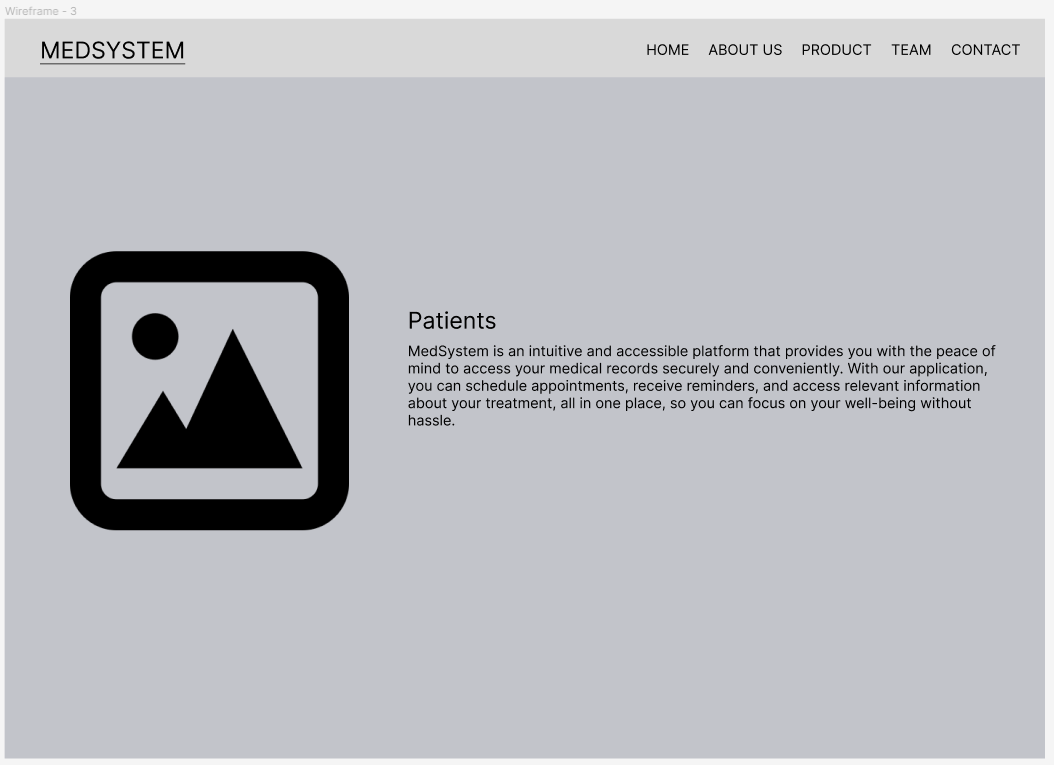 Wireframe - 3
MEDSYSTEM
HOME ABOUT US PRODUCT TEAM CONTACT
Patients
MedSystem is an intuitive and accessible platform that provides you with the peace of
mind to access your medical records securely and conveniently. With our application,
you can schedule appointments, receive reminders, and access relevant information
about your treatment, all in one place, so you can focus on your well-being without
hassle.